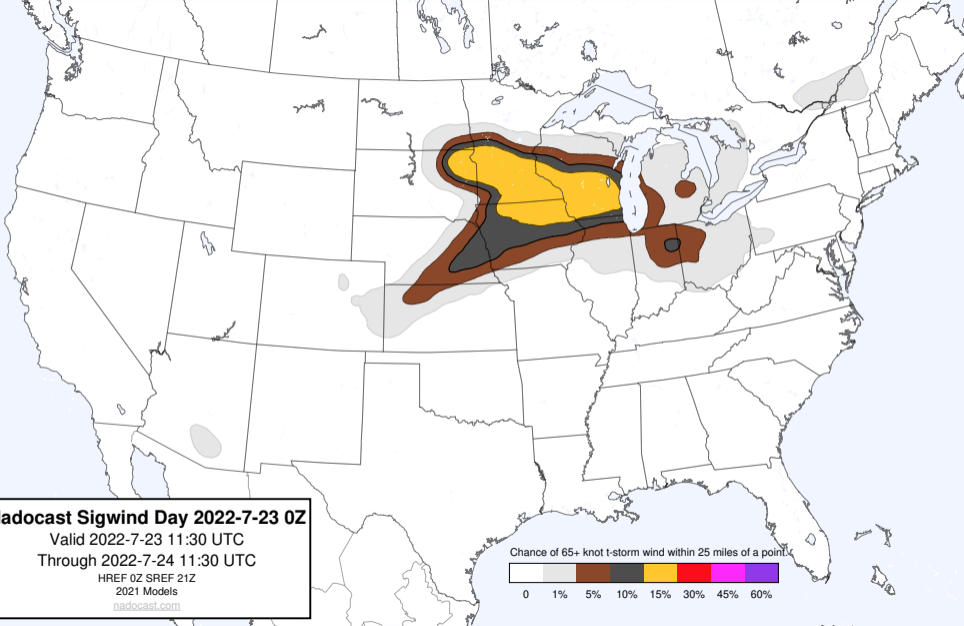 adocast Sigwind Day 2022-7-23 0Z
Valid 2022-7-23 11:30 UTC
Through 2022-7-24 11:30 UTC
HREF 0Z SREF 21Z
2021 Models
nadocast.com
Chance of 65+ knot t-storm wind within 25 miles of a point.
0 1% 5% 10% 15% 30% 45% 60%